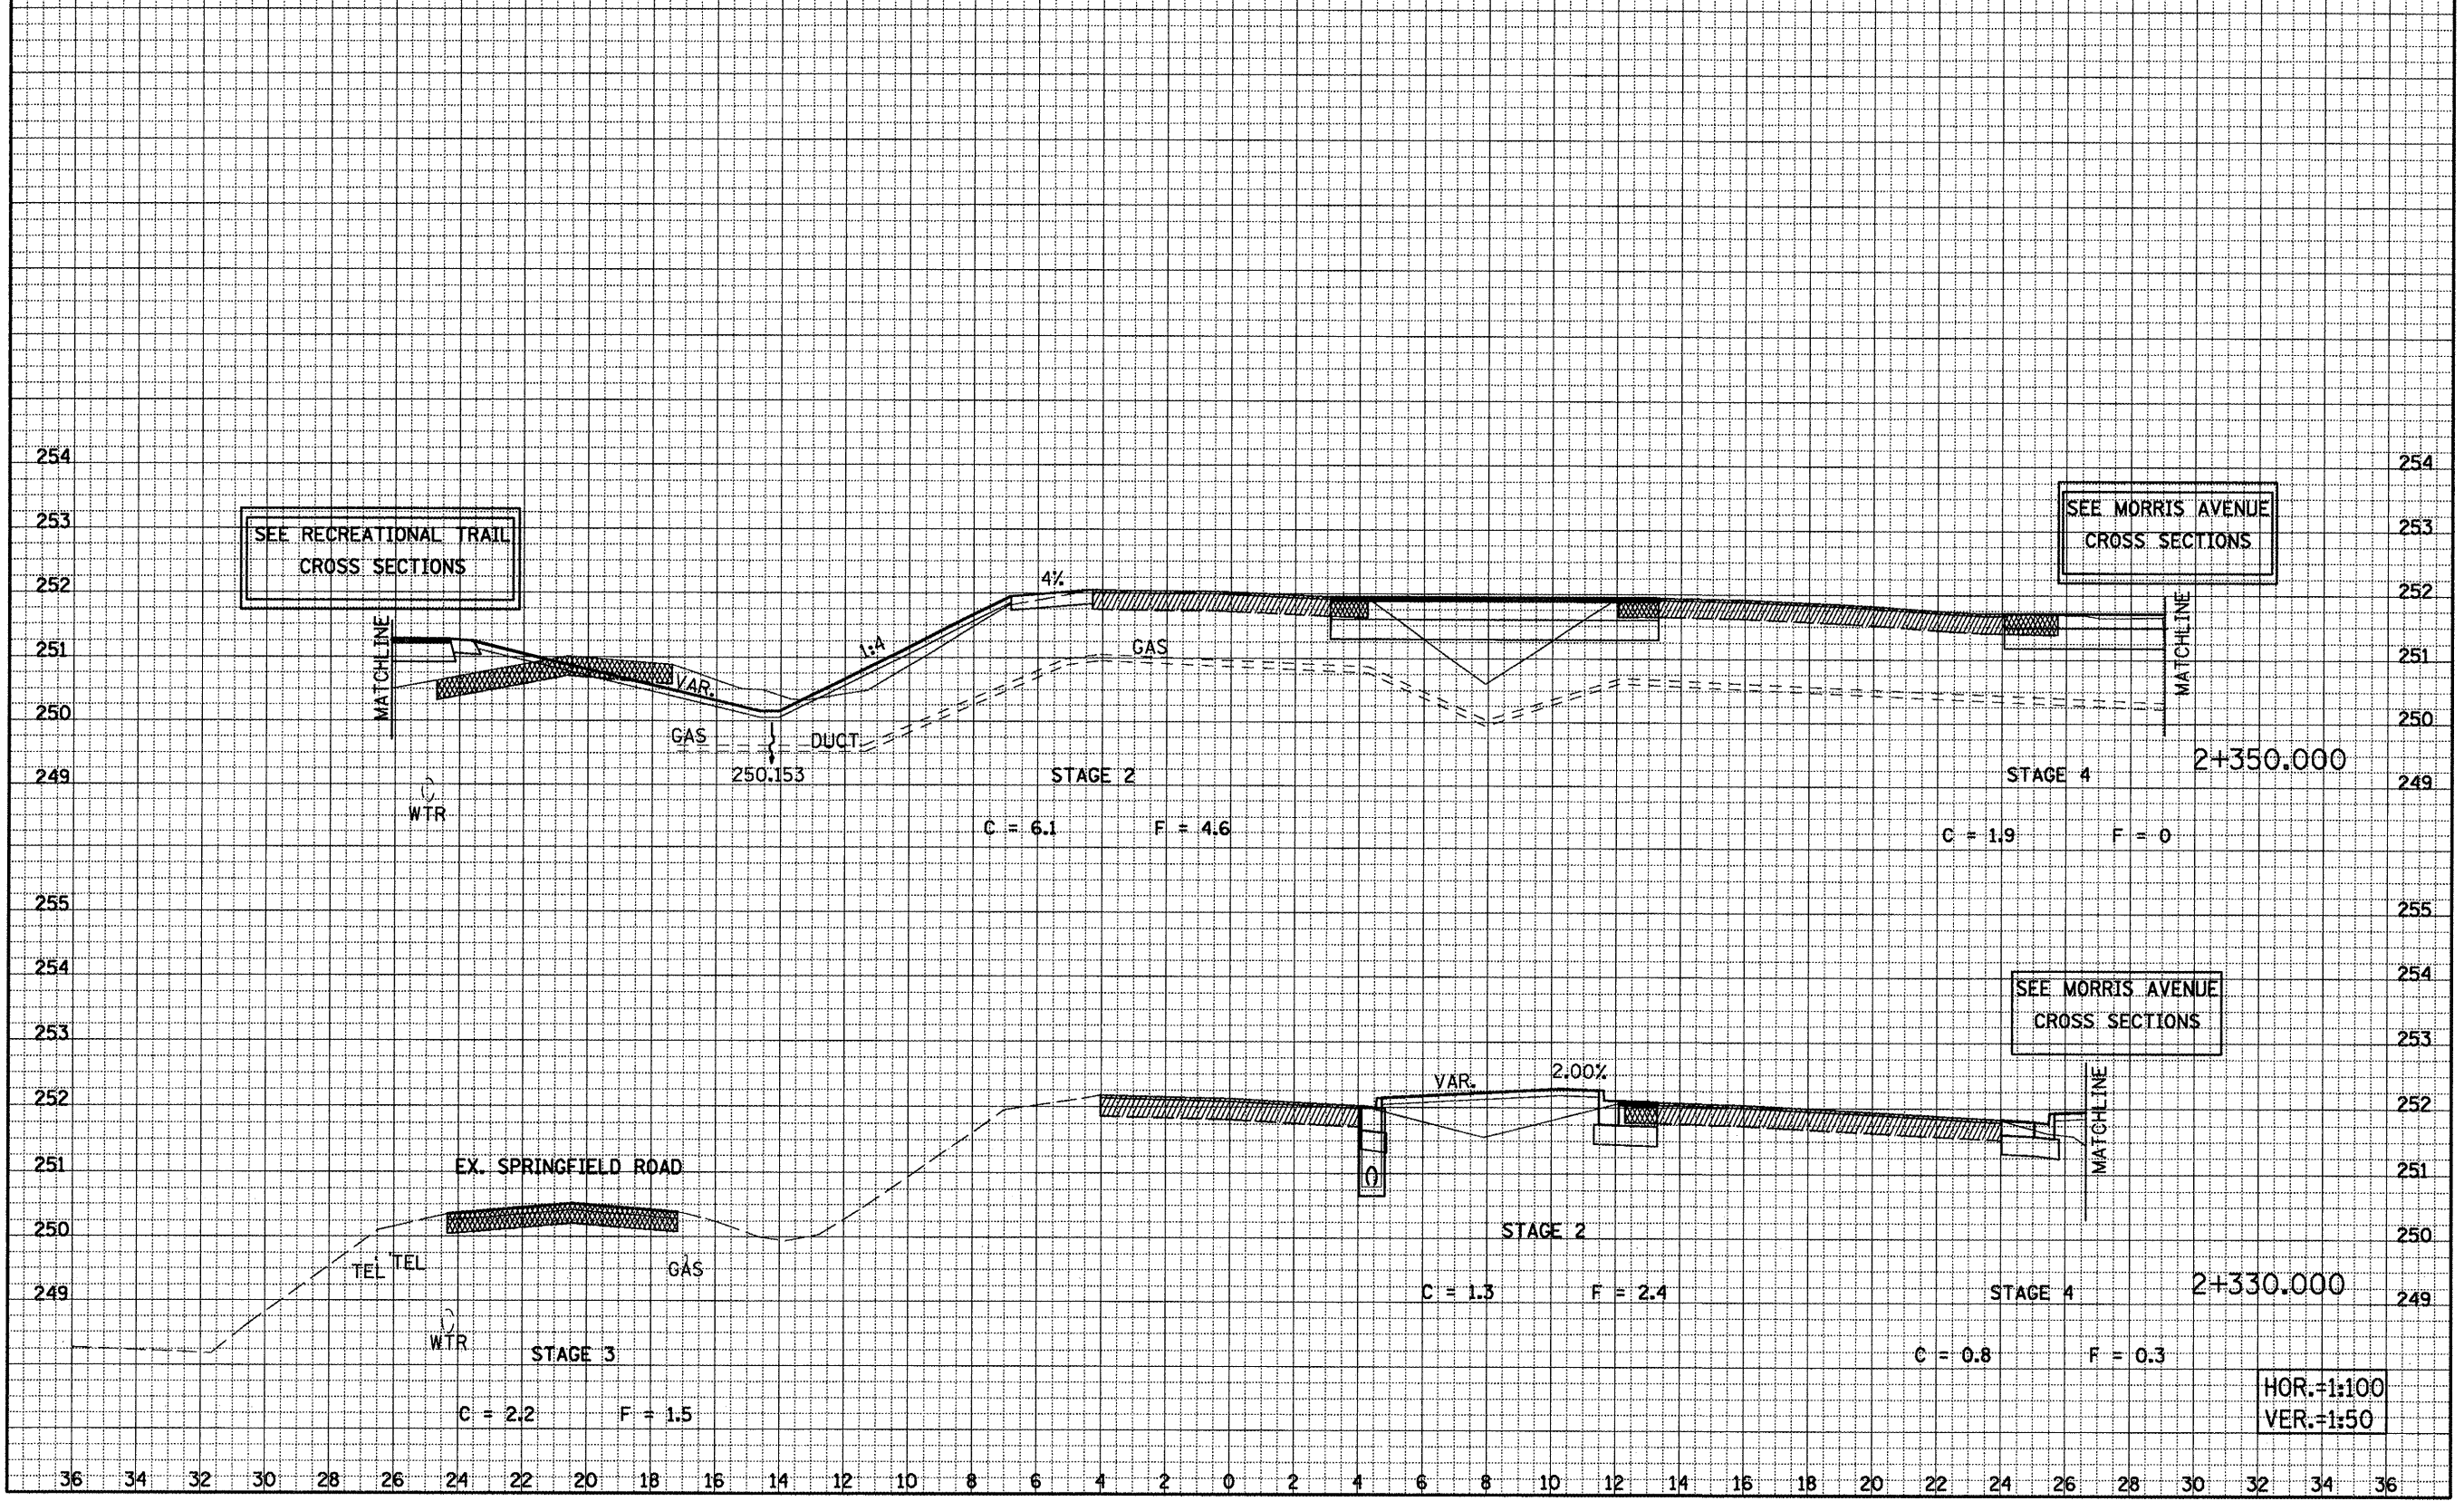 254
254
SEE MORRIS AVENUE
CROSS SECTIONS
253
253
SEE RECREATIONAL TRAIL
CROSS SECTIONS
252
252
4%
MATCHLINE
MATCHLINE
1:4
GAS
251
251
VAR.
250
250
GAS
DUCT
250.153
STAGE 2
STAGE 4
2+350.000
249
249
WTR
C = 6.1 F = 4.6
C = 1.9 F = 0
255
255
254
254
SEE MORRIS AVENUE
CROSS SECTIONS
253
253
VAR.
2.00%
252
252
MATCHLINE
EX. SPRINGFIELD ROAD
251
251
250
250
STAGE 2
TEL
TEL
GAS
249
249
C = 1.3 F = 2.4
STAGE 4
2+330.000
WTR
STAGE 3
C = 0.8 F = 0.3
C = 2.2 F = 1.5
HOR.=1:100
VER.=1:50
36 34 32 30 28 26 24 22 20 18 16 14 12 10 8 6 4 2 0 2 4 6 8 10 12 14 16 18 20 22 24 26 28 30 32 34 36